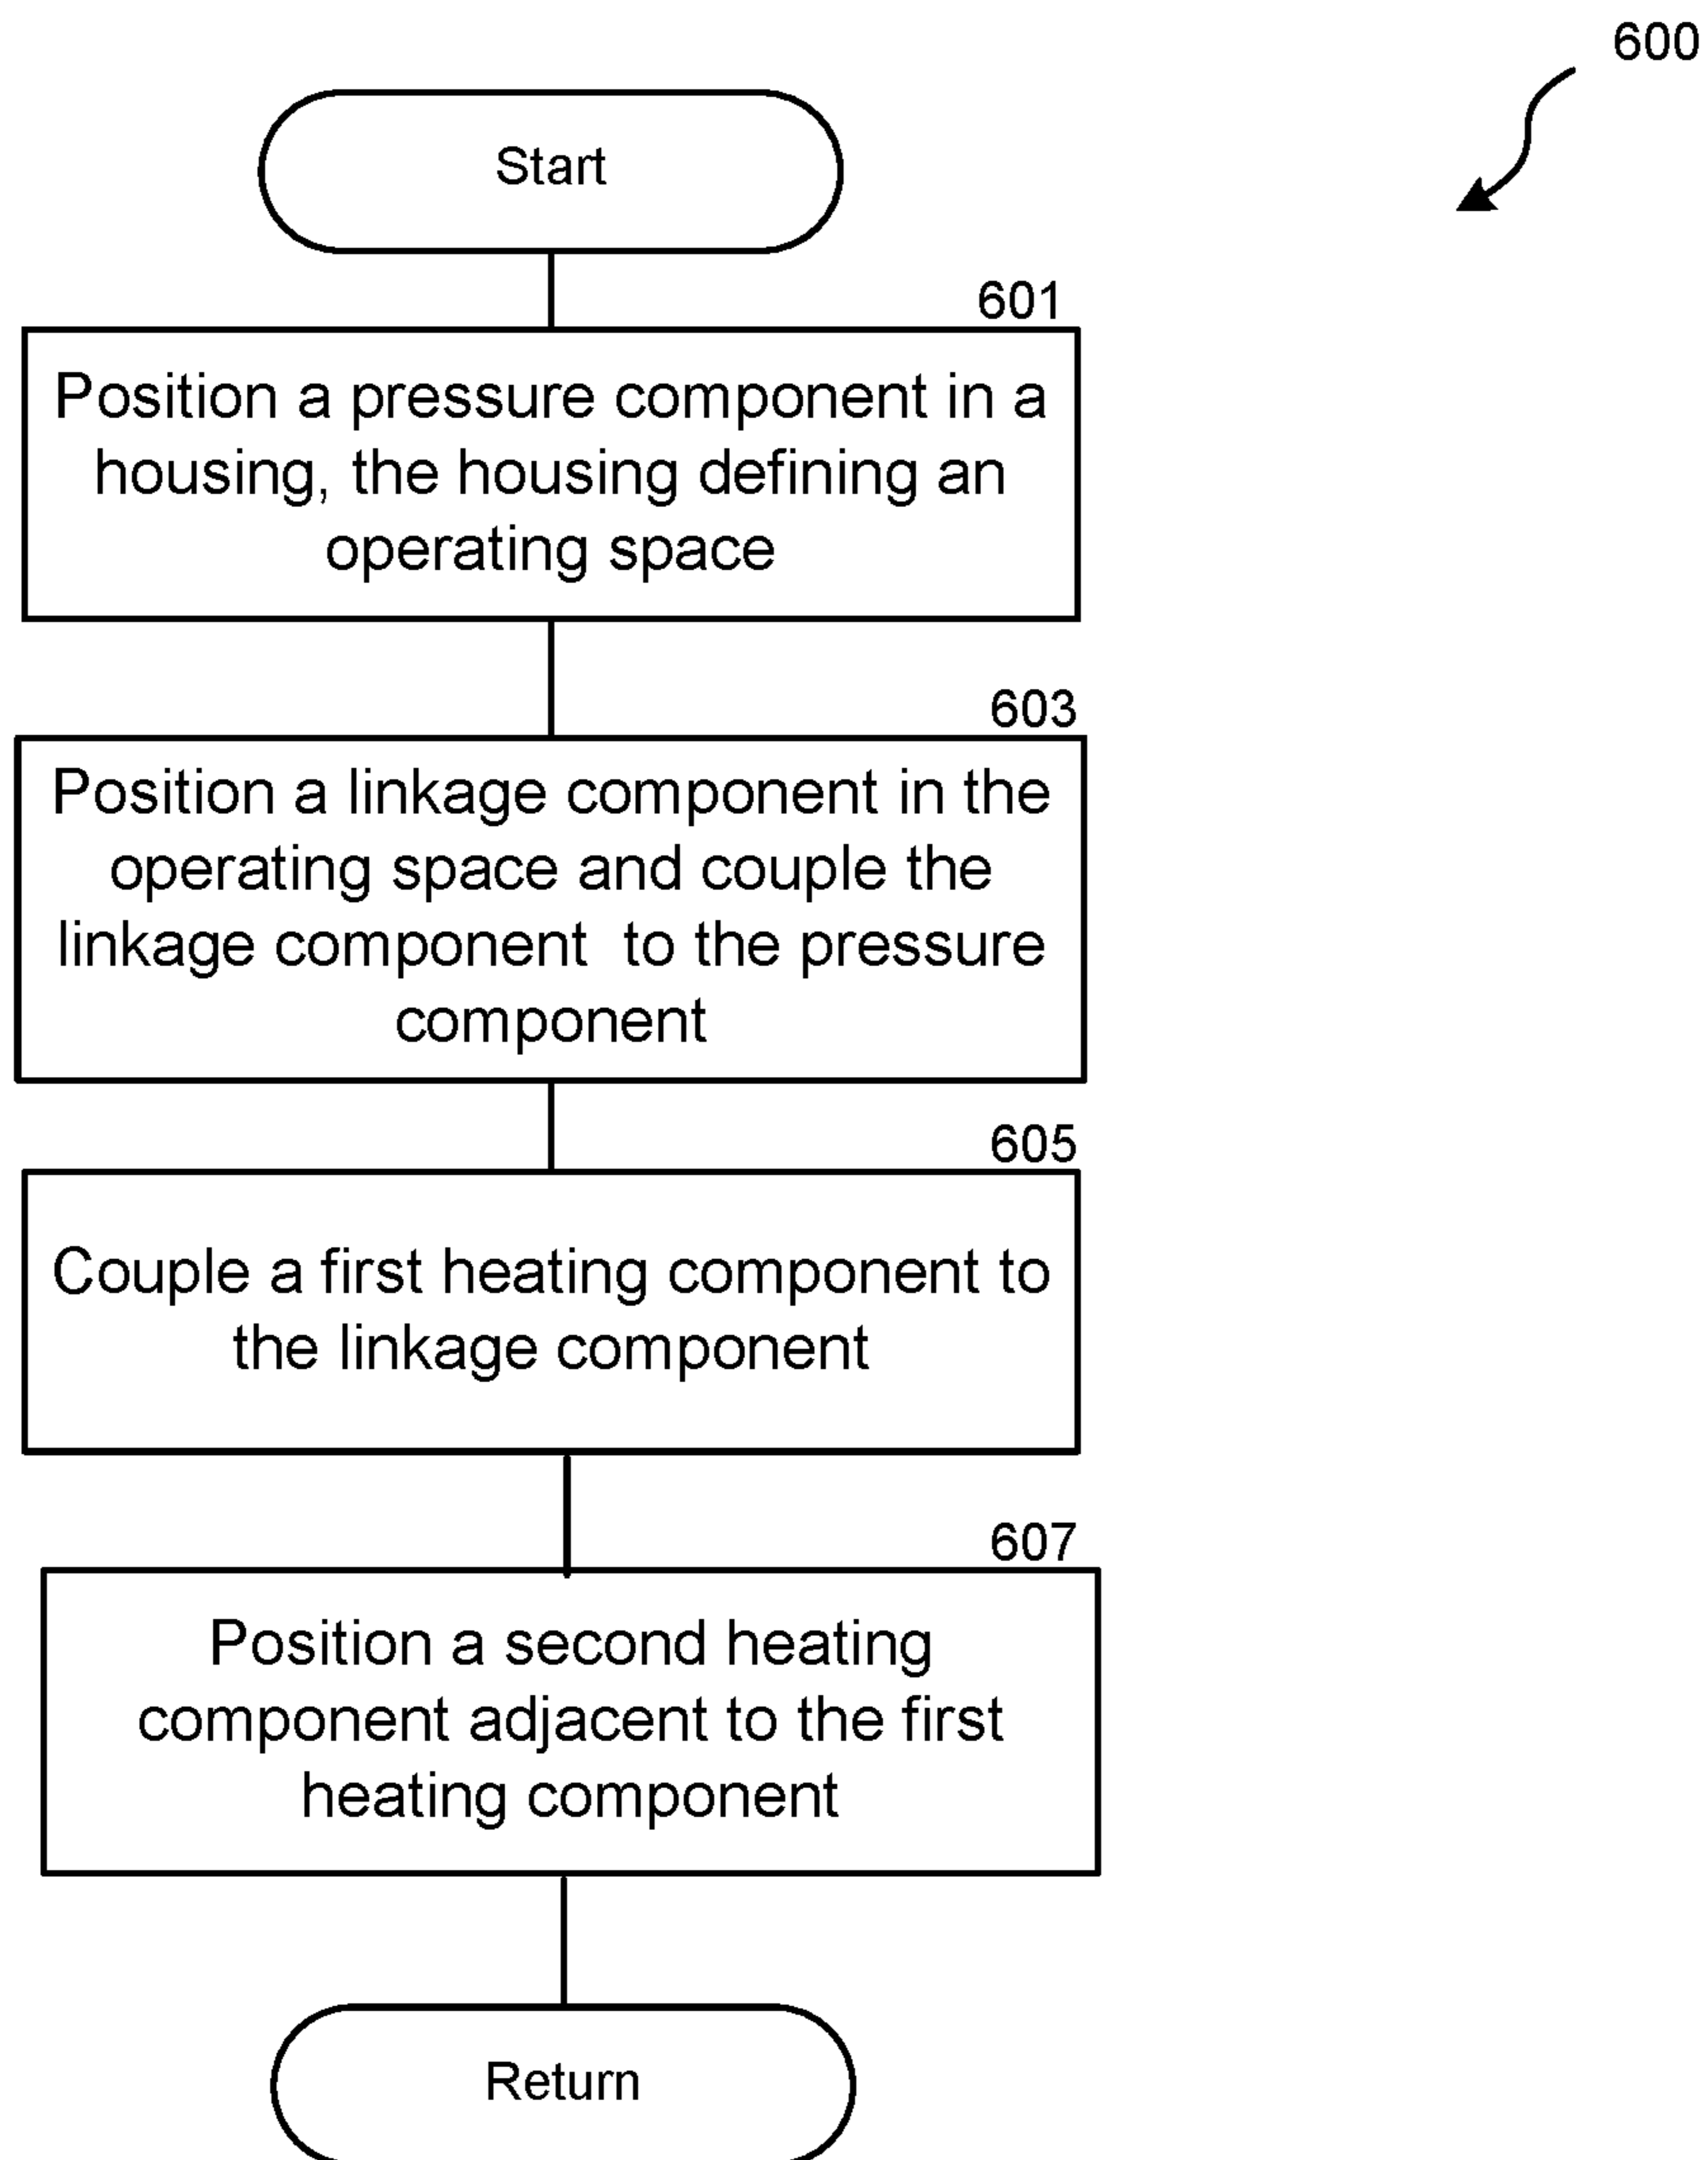 600
Start
601
Position a pressure component in a
housing, the housing defining an
operating space
603
Position a linkage component in the
operating space and couple the
linkage component  to the pressure
component
605
Couple a first heating component to
the linkage component
607
Position a second heating
component adjacent to the first
heating component
Return